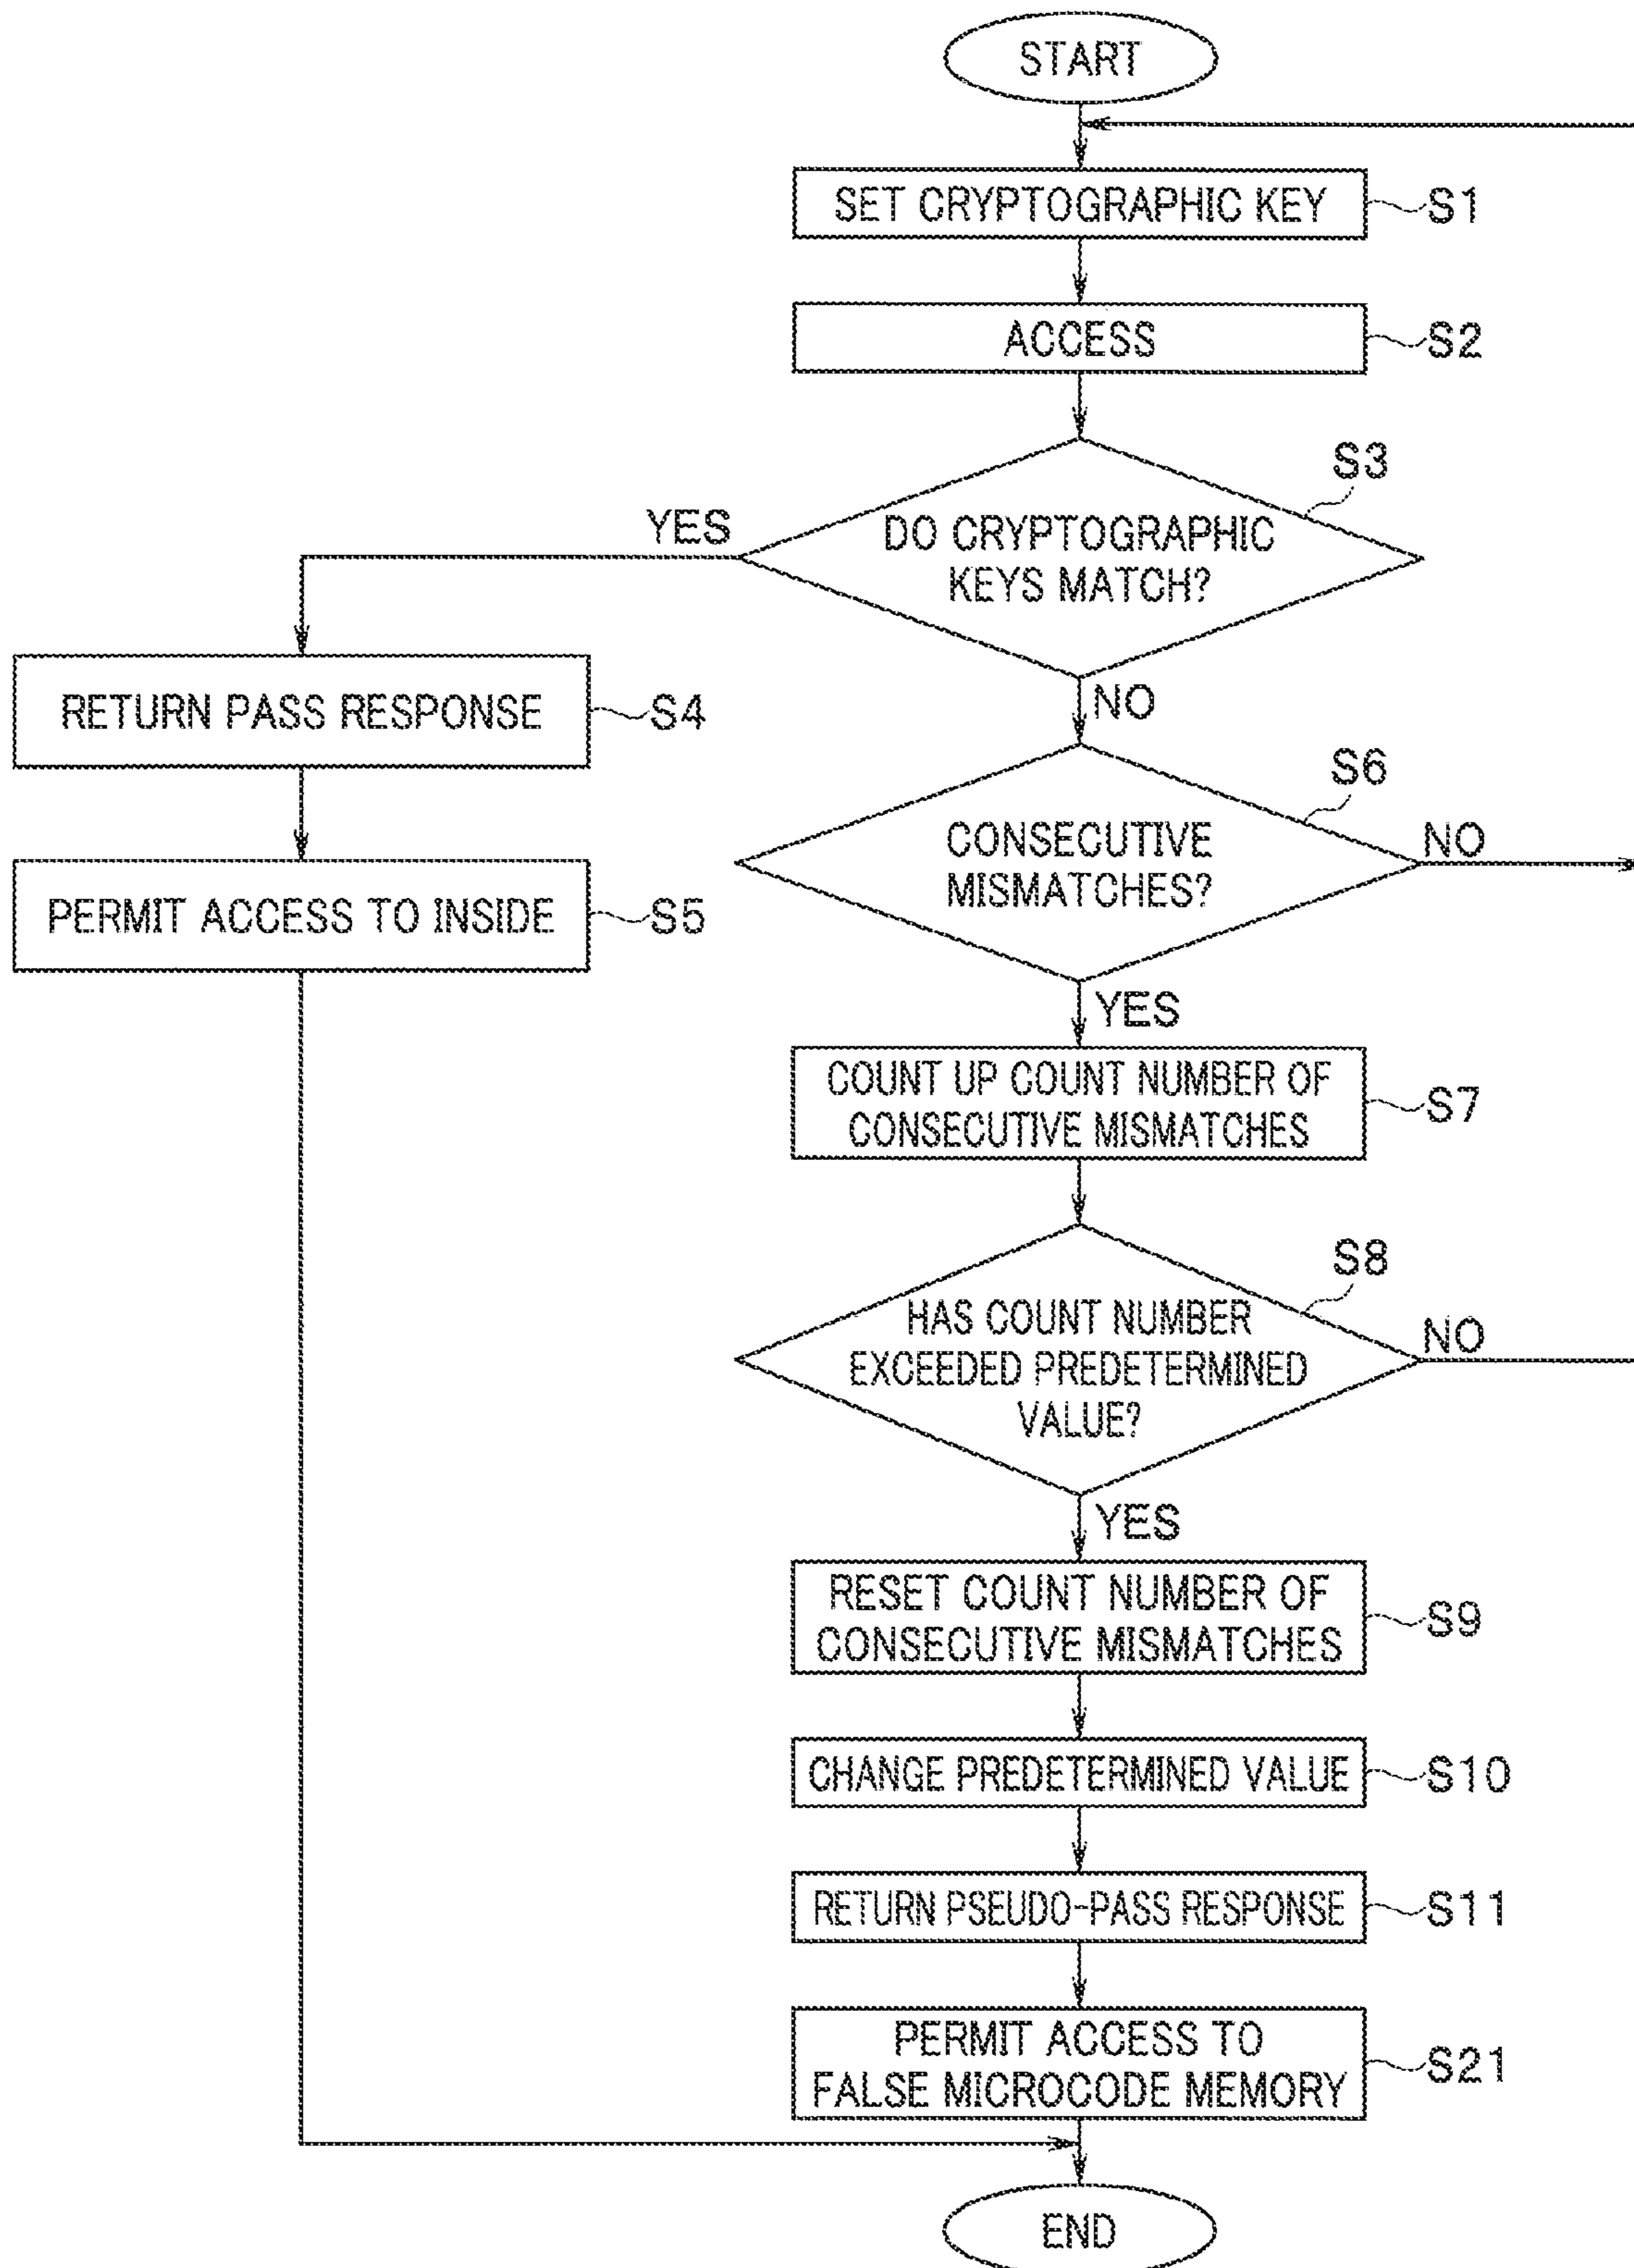 START
SET CRYPTOGRAPHIC KEY
S1
ACCESS
S2
S3
YES
DO CRYPTOGRAPHIC
KEYS MATCH?
RETURN PASS RESPONSE
S4
NO
S6
CONSECUTIVE
MISMATCHES?
NO
PERMIT ACCESS TO INSIDE
S5
YES
COUNT UP COUNT NUMBER OF
CONSECUTIVE MISMATCHES
S7
S8
HAS COUNT NUMBER
EXCEEDED PREDETERMINED
VALUE?
NO
YES
RESET COUNT NUMBER OF
CONSECUTIVE MISMATCHES
S9
CHANGE PREDETERMINED VALUE
S10
RETURN PSEUDO-PASS RESPONSE
S11
PERMIT ACCESS TO
FALSE MICROCODE MEMORY
S21
END